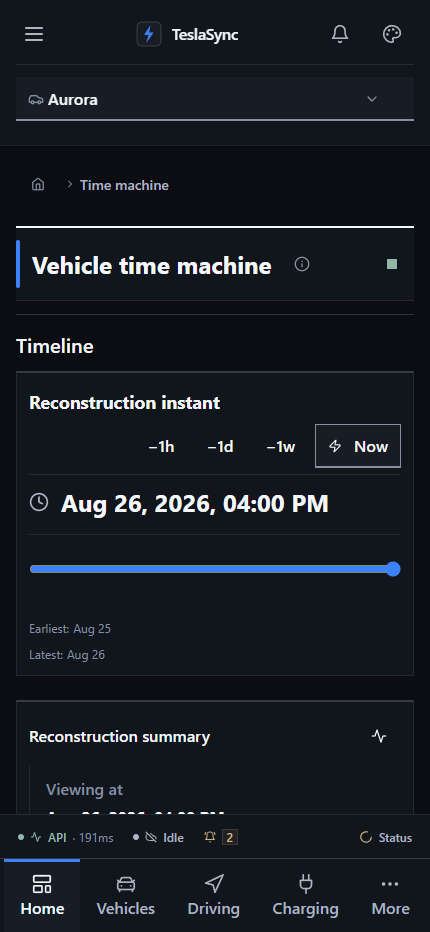 TeslaSync
Aurora
Time machine
Vehicle time machine
Timeline
Reconstruction instant
−1h −1d −1w Now
Aug 26, 2026, 04:00 PM
Earliest: Aug 25
Latest: Aug 26
Reconstruction summary
Viewing at
API · 191ms Idle 2 Status
Home Vehicles Driving Charging More